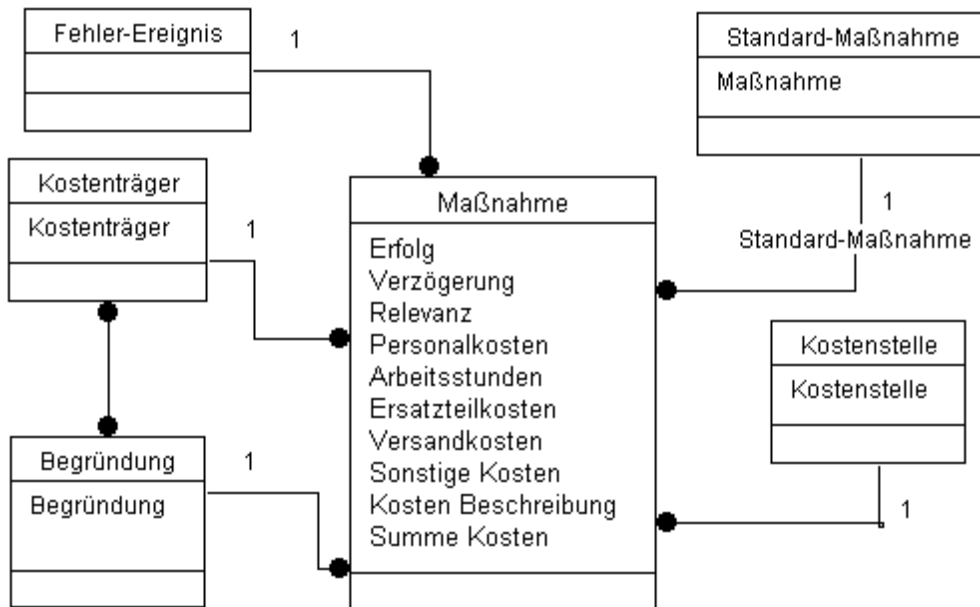 Fehler-Ereignis
1
Standard-Maßnahme
Maßnahme
Kostenträger
Kostenträger
1
Maßnahme
Erfolg
Verzögerung
Relevanz
Personalkosten
Arbeitsstunden
Ersatzteilkosten
Versandkosten
Sonstige Kosten
Kosten Beschreibung
Summe Kosten
1
Standard-Maßnahme
Kostenstelle
Kostenstelle
1
Begründung
Begründung
1